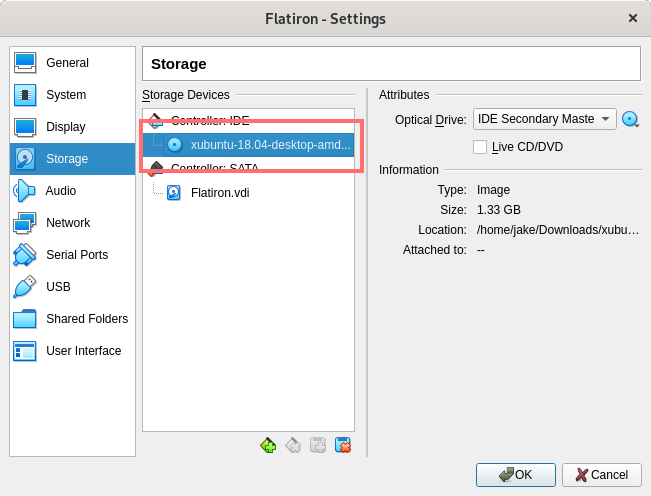 Flatiron - Settings
General
System
Display
Storage
Audio
Network
Serial Ports
USB
Shared Folders
User Interface
Storage
Storage Devices
Controller: IDE
xubuntu-18.04-desktop-amd...
Controller: SATA
Flatiron.vdi
Attributes
Optical Drive: IDE Secondary Maste
Live CD/DVD
Information
Type: Image
Size: 1.33 GB
Location: /home/jake/Downloads/xubu...
Attached to: --
OK
Cancel